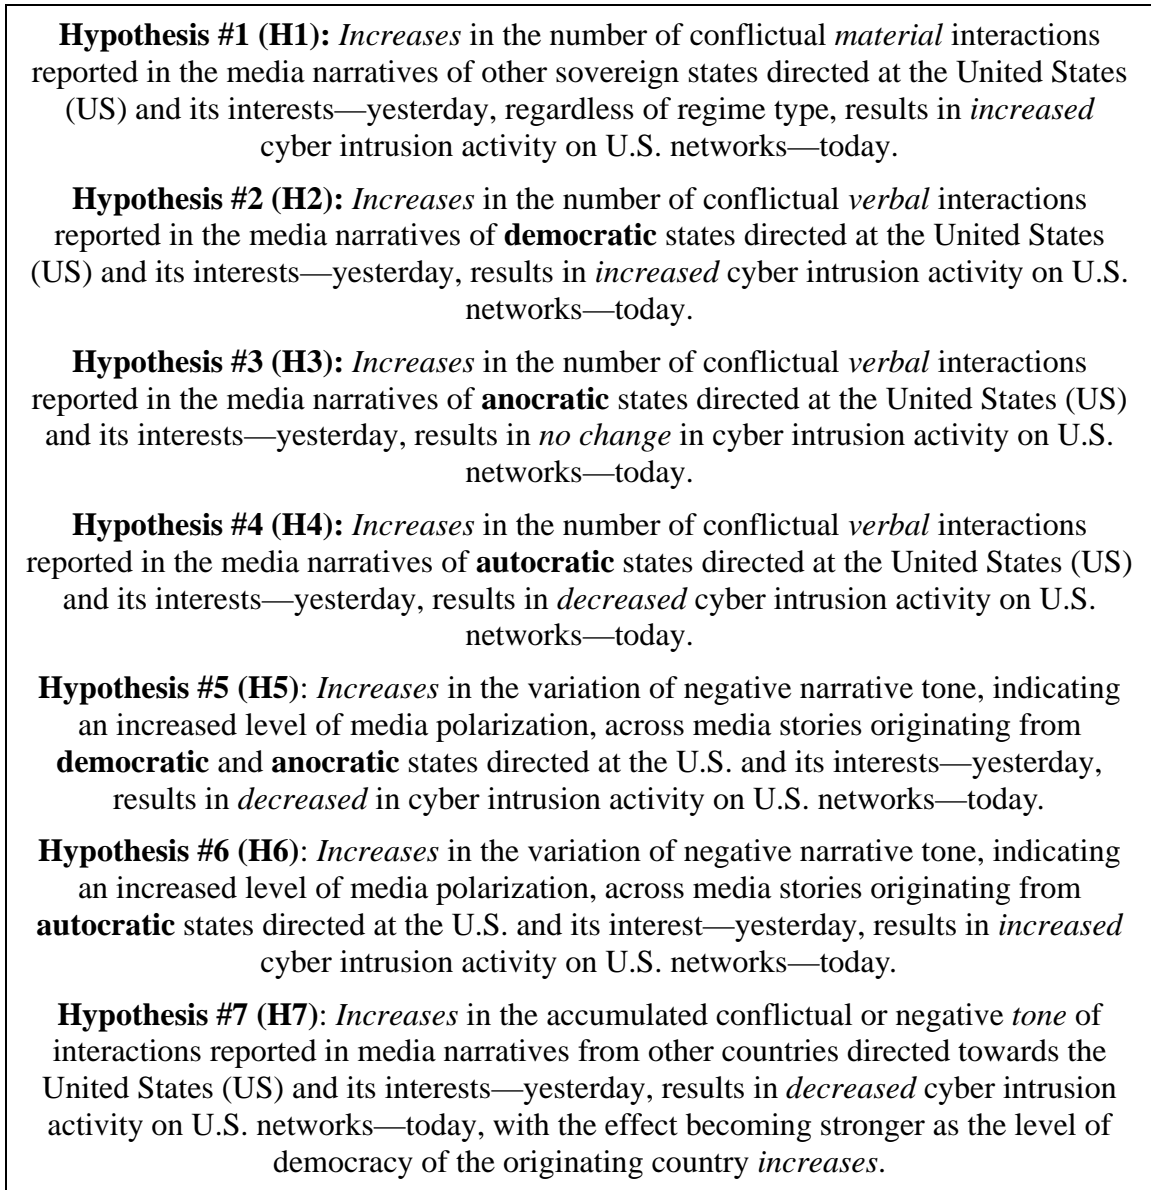 Hypothesis #1 (H1): Increases in the number of conflictual material interactions
reported in the media narratives of other sovereign states directed at the United States
(US) and its interests—yesterday, regardless of regime type, results in increased
cyber intrusion activity on U.S. networks—today.
Hypothesis #2 (H2): Increases in the number of conflictual verbal interactions
reported in the media narratives of democratic states directed at the United States
(US) and its interests—yesterday, results in increased cyber intrusion activity on U.S.
networks—today.
Hypothesis #3 (H3): Increases in the number of conflictual verbal interactions
reported in the media narratives of anocratic states directed at the United States (US)
and its interests—yesterday, results in no change in cyber intrusion activity on U.S.
networks—today.
Hypothesis #4 (H4): Increases in the number of conflictual verbal interactions
reported in the media narratives of autocratic states directed at the United States (US)
and its interests—yesterday, results in decreased cyber intrusion activity on U.S.
networks—today.
Hypothesis #5 (H5): Increases in the variation of negative narrative tone, indicating
an increased level of media polarization, across media stories originating from
democratic and anocratic states directed at the U.S. and its interests—yesterday,
results in decreased in cyber intrusion activity on U.S. networks—today.
Hypothesis #6 (H6): Increases in the variation of negative narrative tone, indicating
an increased level of media polarization, across media stories originating from
autocratic states directed at the U.S. and its interest—yesterday, results in increased
cyber intrusion activity on U.S. networks—today.
Hypothesis #7 (H7): Increases in the accumulated conflictual or negative tone of
interactions reported in media narratives from other countries directed towards the
United States (US) and its interests—yesterday, results in decreased cyber intrusion
activity on U.S. networks—today, with the effect becoming stronger as the level of
democracy of the originating country increases.